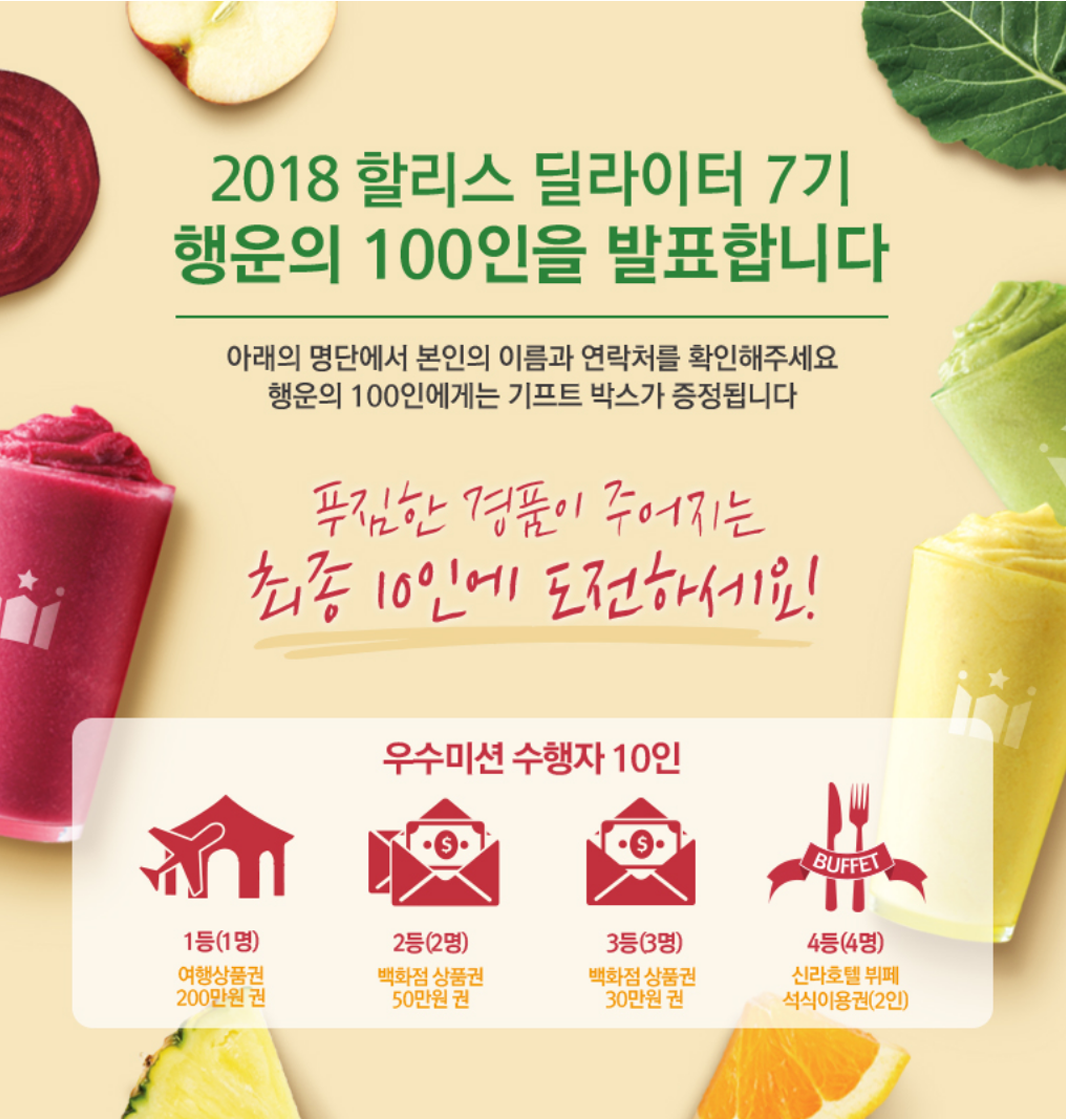 2018 할리스 딜라이터 7기
행운의 100인을 발표합니다
아래의 명단에서 본인의 이름과 연락처를 확인해주세요
행운의 100인에게는 기프트 박스가 증정됩니다
푸짐한 경품이 주어지는
최종 10인에 도전하세요!
우수미션 수행자 10인
BUFFET
1등(1명)
여행상품권
200만원 권
2등(2명)
백화점 상품권
50만원 권
3등(3명)
백화점 상품권
30만원 권
4등(4명)
신라호텔 뷔페
석식이용권(2인)